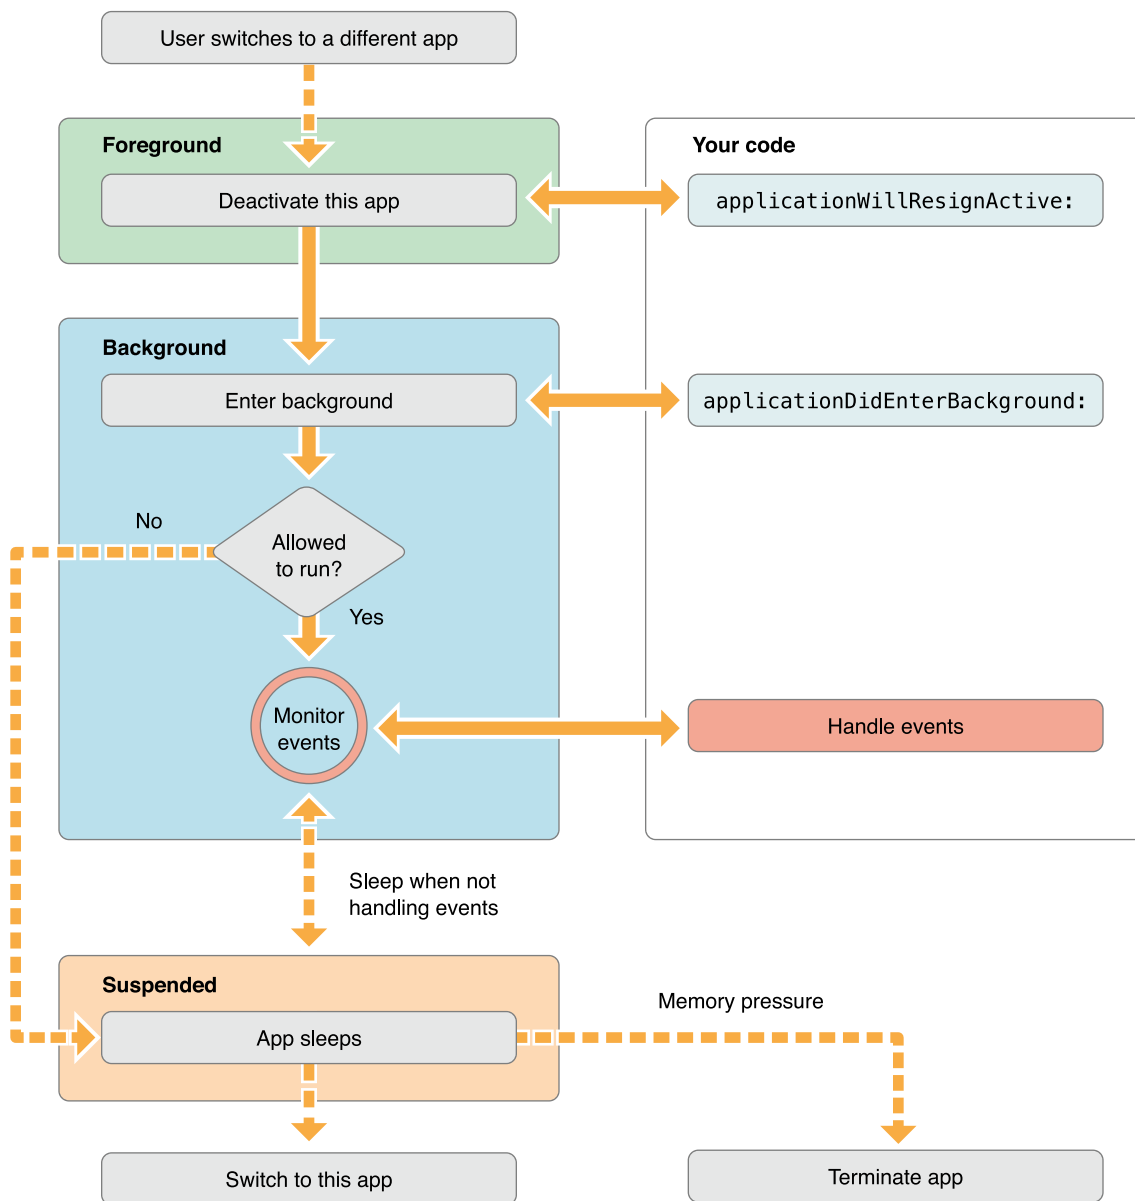 User switches to a different app
Foreground
Your code
Deactivate this app
applicationWillResignActive:
Background
Enter background
applicationDidEnterBackground:
No
Allowed
to run?
Yes
Monitor
events
Handle events
Sleep when not
handling events
Suspended
Memory pressure
App sleeps
Switch to this app
Terminate app